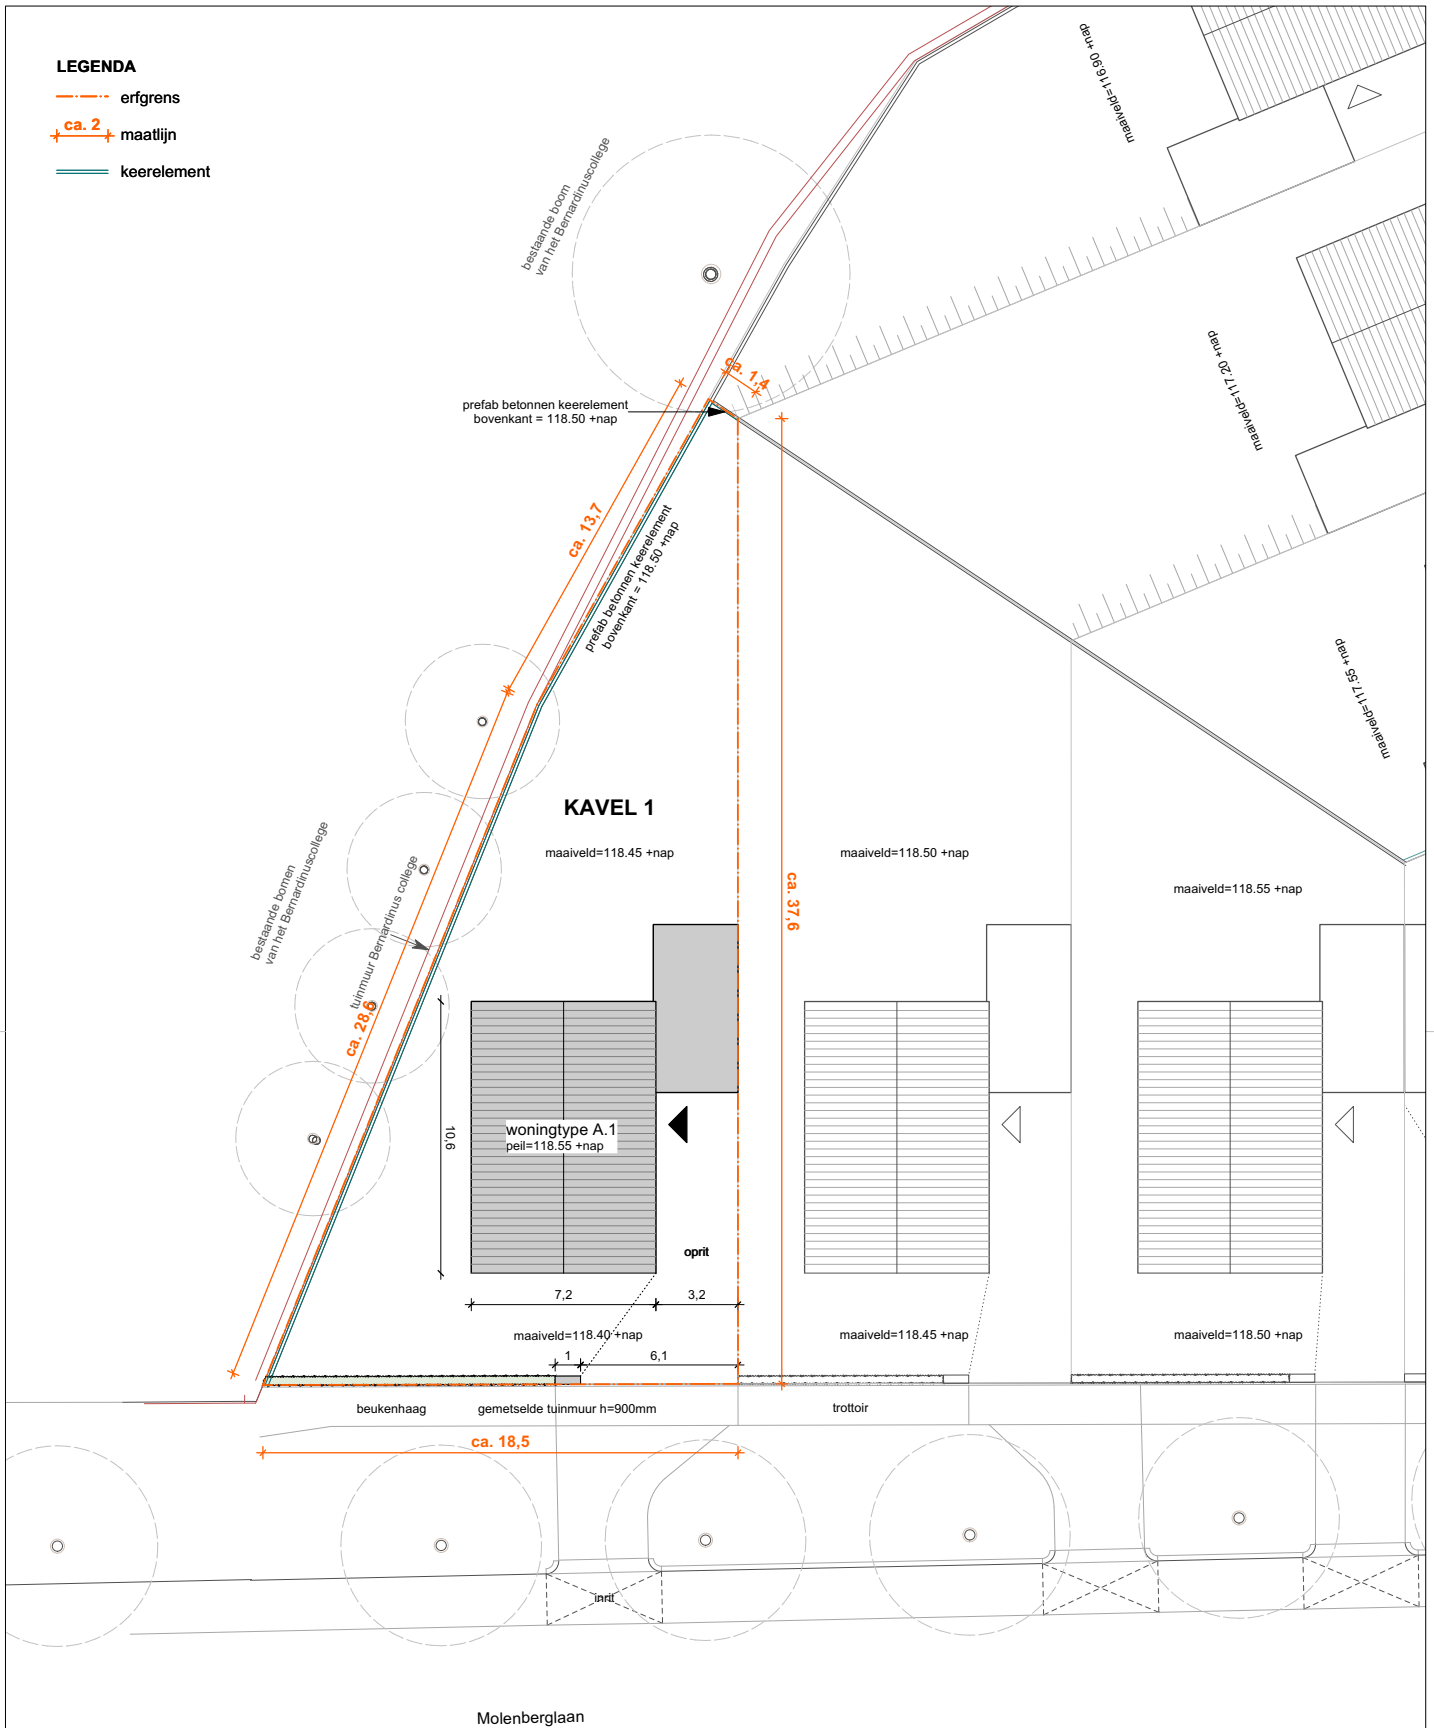 LEGENDA
erfgrens
ca. 2
maatlijn
keerelement
maaiveld=116.90 +nap
bestaande boom
van het Bernardinuscollege
maaiveld=117.20 +nap
ca. 1,4
prefab betonnen keerelement
bovenkant = 118.50 +nap
ca. 13,7
prefab betonnen keerelement
bovenkant = 118.50 +nap
maaiveld=117.55 +nap
KAVEL 1
maaiveld=118.45 +nap
maaiveld=118.50 +nap
maaiveld=118.55 +nap
bestaande bomen
van het Bernardinuscollege
tuinmuur Bernardinus college
ca. 37,6
ca. 28,6
10,6
woningtype A.1
peil=118.55 +nap
oprit
7,2
3,2
maaiveld=118.40 +nap
maaiveld=118.45 +nap
maaiveld=118.50 +nap
1
6,1
beukenhaag
gemetselde tuinmuur h=900mm
trottoir
ca. 18,5
inrit
Molenberglaan